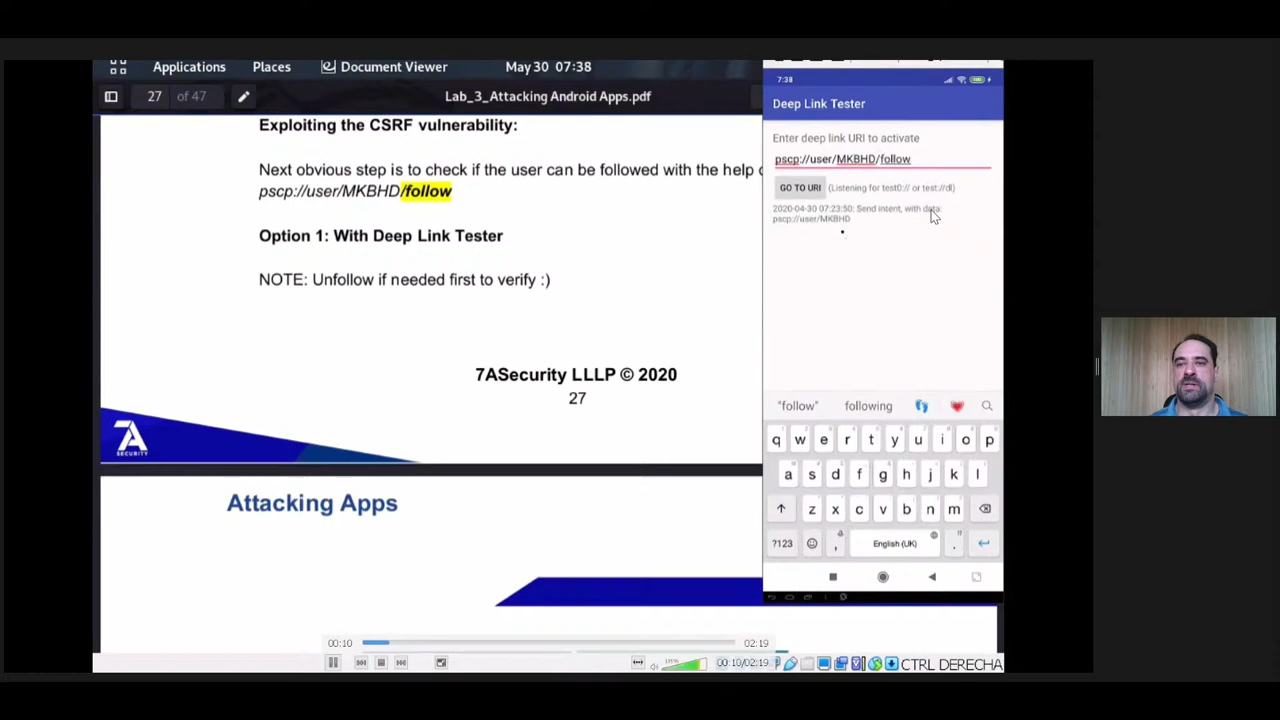 Applications Places Document Viewer May 30 07:38
27 of 47 Lab_3_Attacking Android Apps.pdf
Exploiting the CSRF vulnerability:
Next obvious step is to check if the user can be followed with the help o
pscp://user/MKBHD/follow
Option 1: With Deep Link Tester
NOTE: Unfollow if needed first to verify :)
7ASecurity LLLP © 2020
27
7A
SECURITY
Attacking Apps
7:38
Deep Link Tester
Enter deep link URI to activate
pscp://user/MKBHD/follow
GO TO URI (Listening for test0:// or test://dl)
2020-04-30 07:23:50: Send intent, with data:
pscp://user/MKBHD
"follow" following
q w e r t y u i o p
a s d f g h j k l
z x c v b n m
?123 , English (UK) .
00:10 02:19
00:10/02:19 CTRL DERECHA